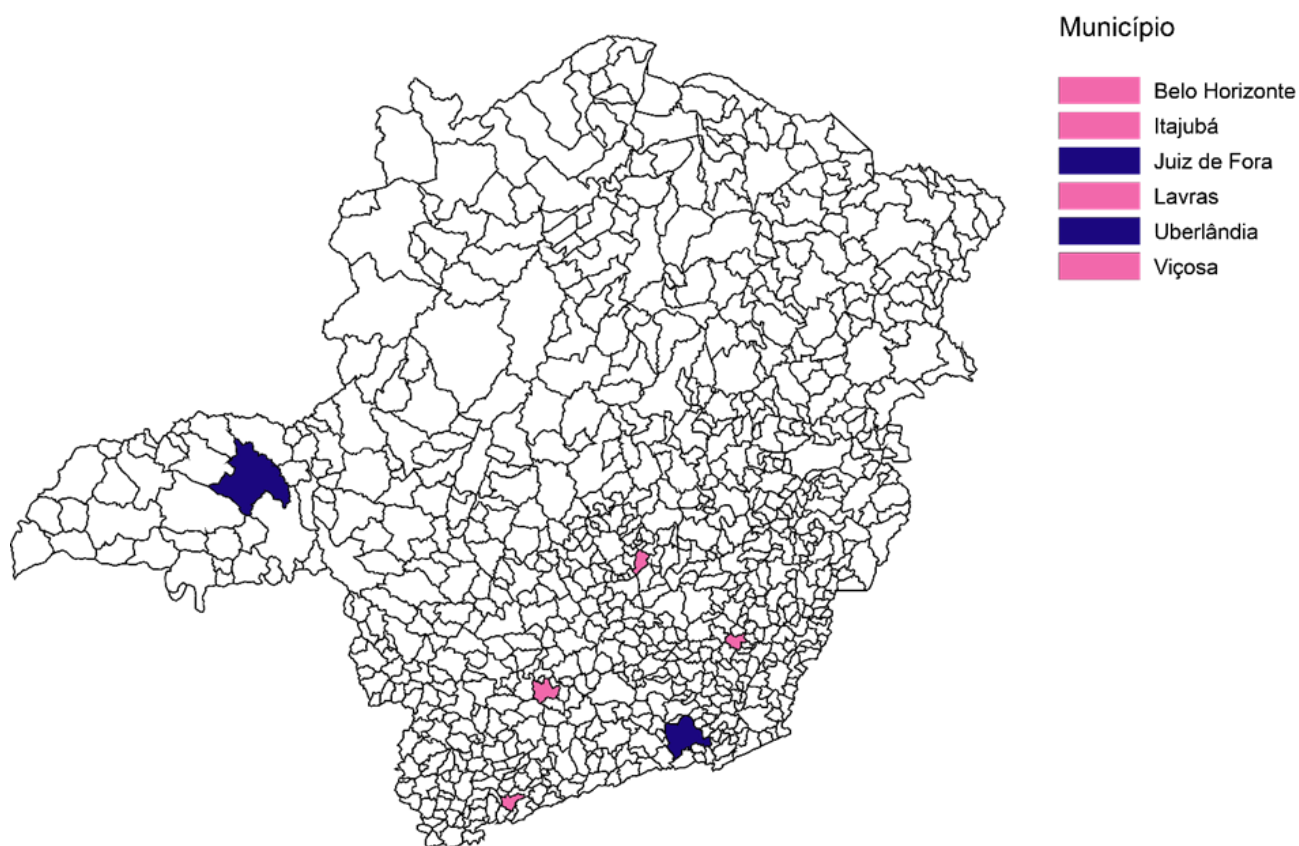 Município
Belo Horizonte
Itajubá
Juiz de Fora
Lavras
Uberlândia
Viçosa